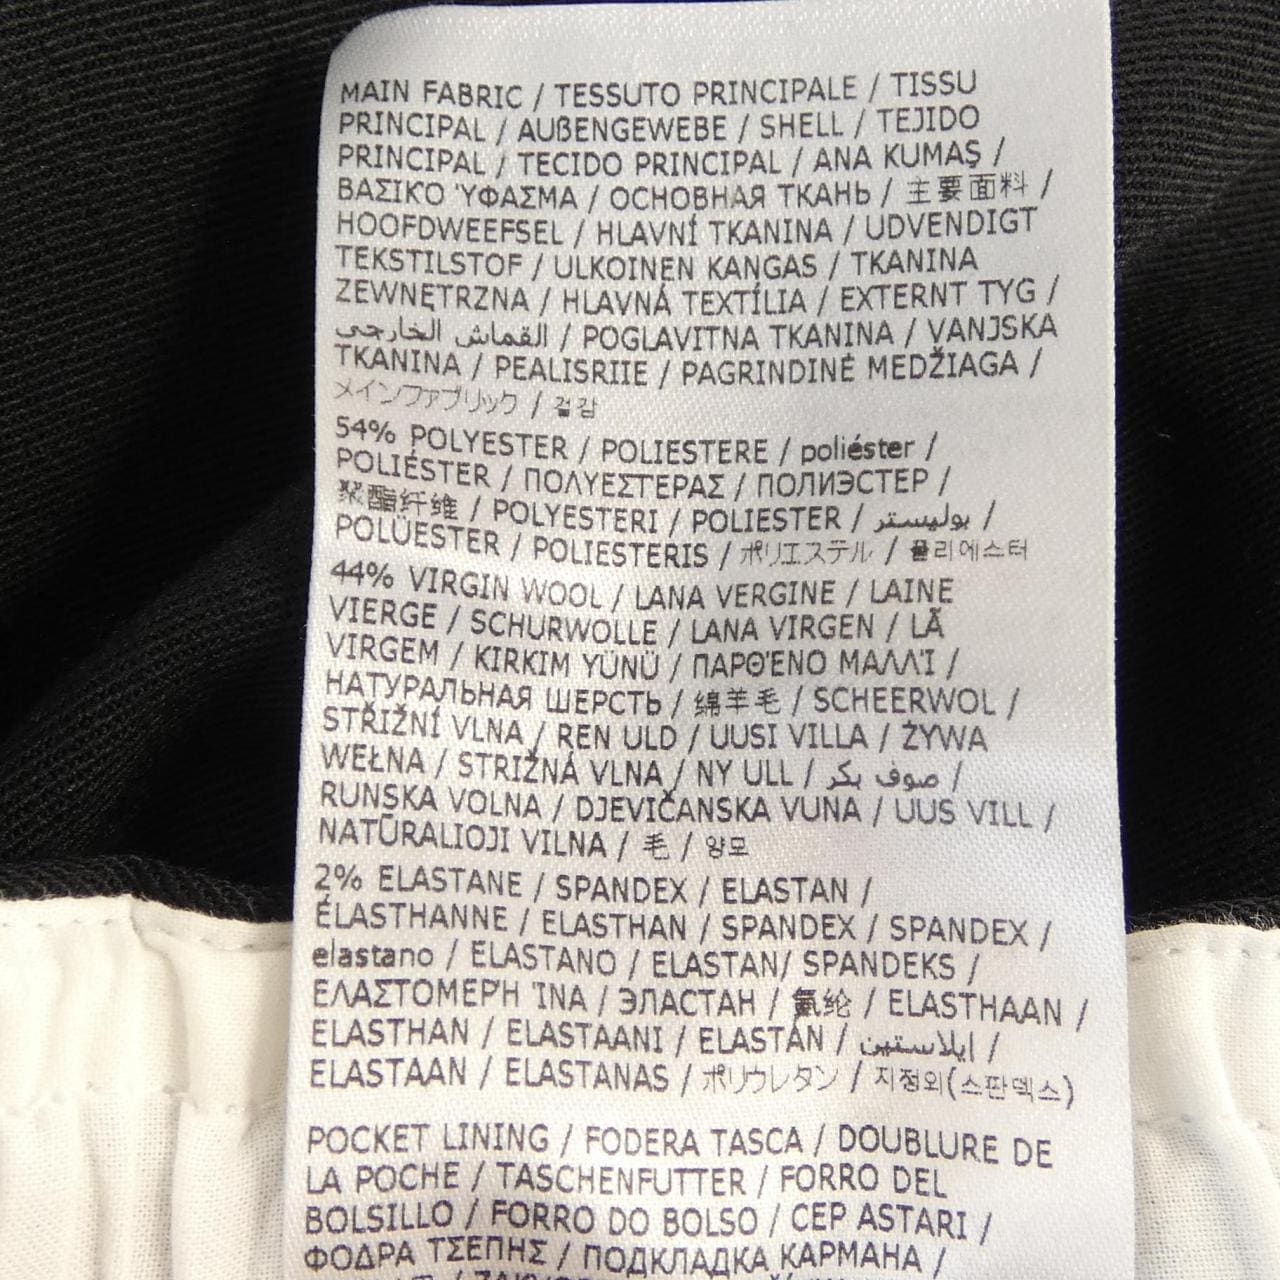 MAIN FABRIC / TESSUTO PRINCIPALE / TISSU
PRINCIPAL / AUßENGEWEBE / SHELL / TEJIDO
PRINCIPAL / TECIDO PRINCIPAL / ANA KUMAŞ /
ΒΑΣΙΚΌ ΎΦΑΣΜΑ / ОСНОВНАЯ ТКАНЬ / 主要面料 /
HOOFDWEEFSEL / HLAVNÍ TKANINA / UDVENDIGT
TEKSTILSTOF / ULKOINEN KANGAS / TKANINA
ZEWNĘTRZNA / HLAVNÁ TEXTÍLIA / EXTERNT TYG /
القماش الخارجي / POGLAVITNA TKANINA / VANJSKA
TKANINA / PEALISRIIE / PAGRINDINĖ MEDŽIAGA /
メインファブリック / 겉감
54% POLYESTER / POLIESTERE / poliéster /
POLIÉSTER / ΠΟΛΥΕΣΤΕΡΑΣ / ПОЛИЭСТЕР /
聚酯纤维 / POLYESTERI / POLIESTER / بوليستر /
POLÜESTER / POLIESTERIS / ポリエステル / 폴리에스터
44% VIRGIN WOOL / LANA VERGINE / LAINE
VIERGE / SCHURWOLLE / LANA VIRGEN / LÃ
VIRGEM / KIRKIM YÜNÜ / ΠΑΡΘΈΝΟ ΜΑΛΛΊ /
НАТУРАЛЬНАЯ ШЕРСТЬ / 绵羊毛 / SCHEERWOL /
STŘIŽNÍ VLNA / REN ULD / UUSI VILLA / ŻYWA
WEŁNA / STRIŽNÁ VLNA / NY ULL / صوف بكر /
RUNSKA VOLNA / DJEVIČANSKA VUNA / UUS VILL /
NATŪRALIOJI VILNA / 毛 / 양모
2% ELASTANE / SPANDEX / ELASTAN /
ÉLASTHANNE / ELASTHAN / SPANDEX / SPANDEX /
elastano / ELASTANO / ELASTAN/ SPANDEKS /
ΕΛΑΣΤΟΜΕΡΉ ΊΝΑ / ЭЛАСТАН / 氨纶 / ELASTHAAN /
ELASTHAN / ELASTAANI / ELASTÁN / ايلاستين /
ELASTAAN / ELASTANAS / ポリウレタン / 지정외(스판덱스)
POCKET LINING / FODERA TASCA / DOUBLURE DE
LA POCHE / TASCHENFUTTER / FORRO DEL
BOLSILLO / FORRO DO BOLSO / CEP ASTARI /
ΦΟΔΡΑ ΤΣΕΠΗΣ / ПОДКЛАДКА КАРМАНА /